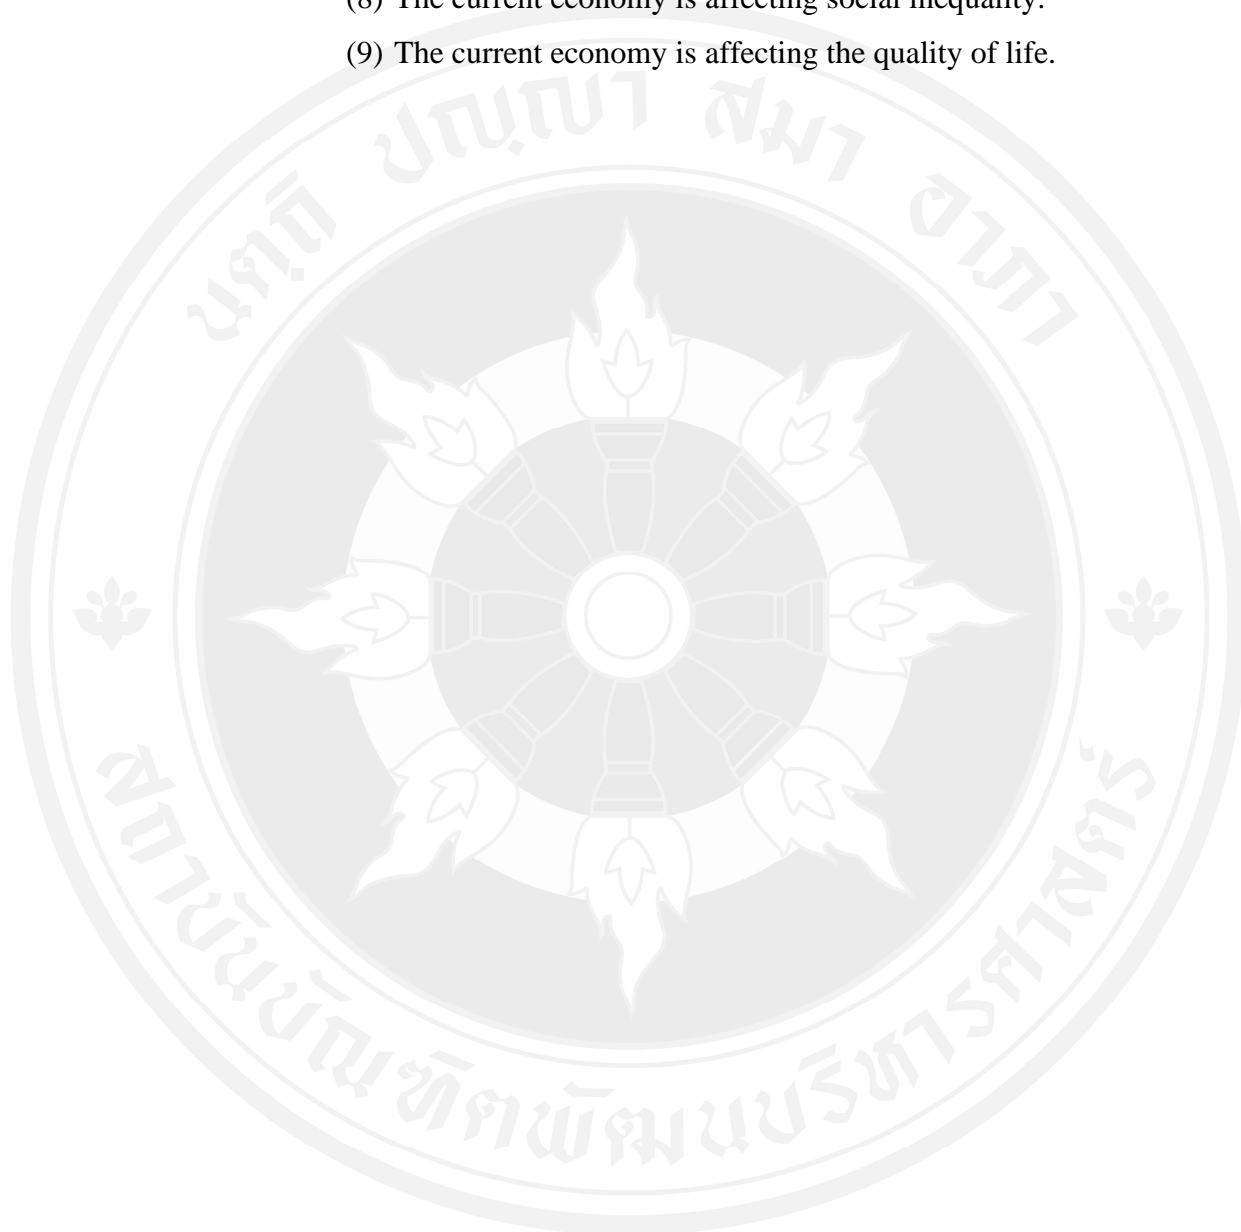 (8) The current economy is affecting social inequality.
(9) The current economy is affecting the quality of life.
นตฺถิ ปญฺญา สมา อาภา
สถาบันบัณฑิตพัฒนบริหารศาสตร์